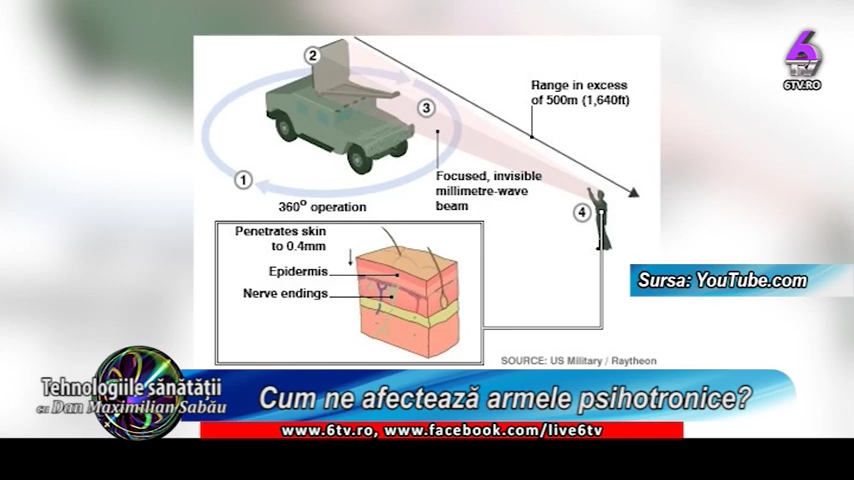 6
TV
6TV.RO
2
Range in excess
of 500m (1,640ft)
3
Focused, invisible
millimetre-wave
beam
1
360° operation
4
Penetrates skin
to 0.4mm
Epidermis
Nerve endings
Sursa: YouTube.com
SOURCE: US Military / Raytheon
Tehnologiile sănătății
cu Dan Maximilian Sabău
Cum ne afectează armele psihotronice?
www.6tv.ro, www.facebook.com/live6tv